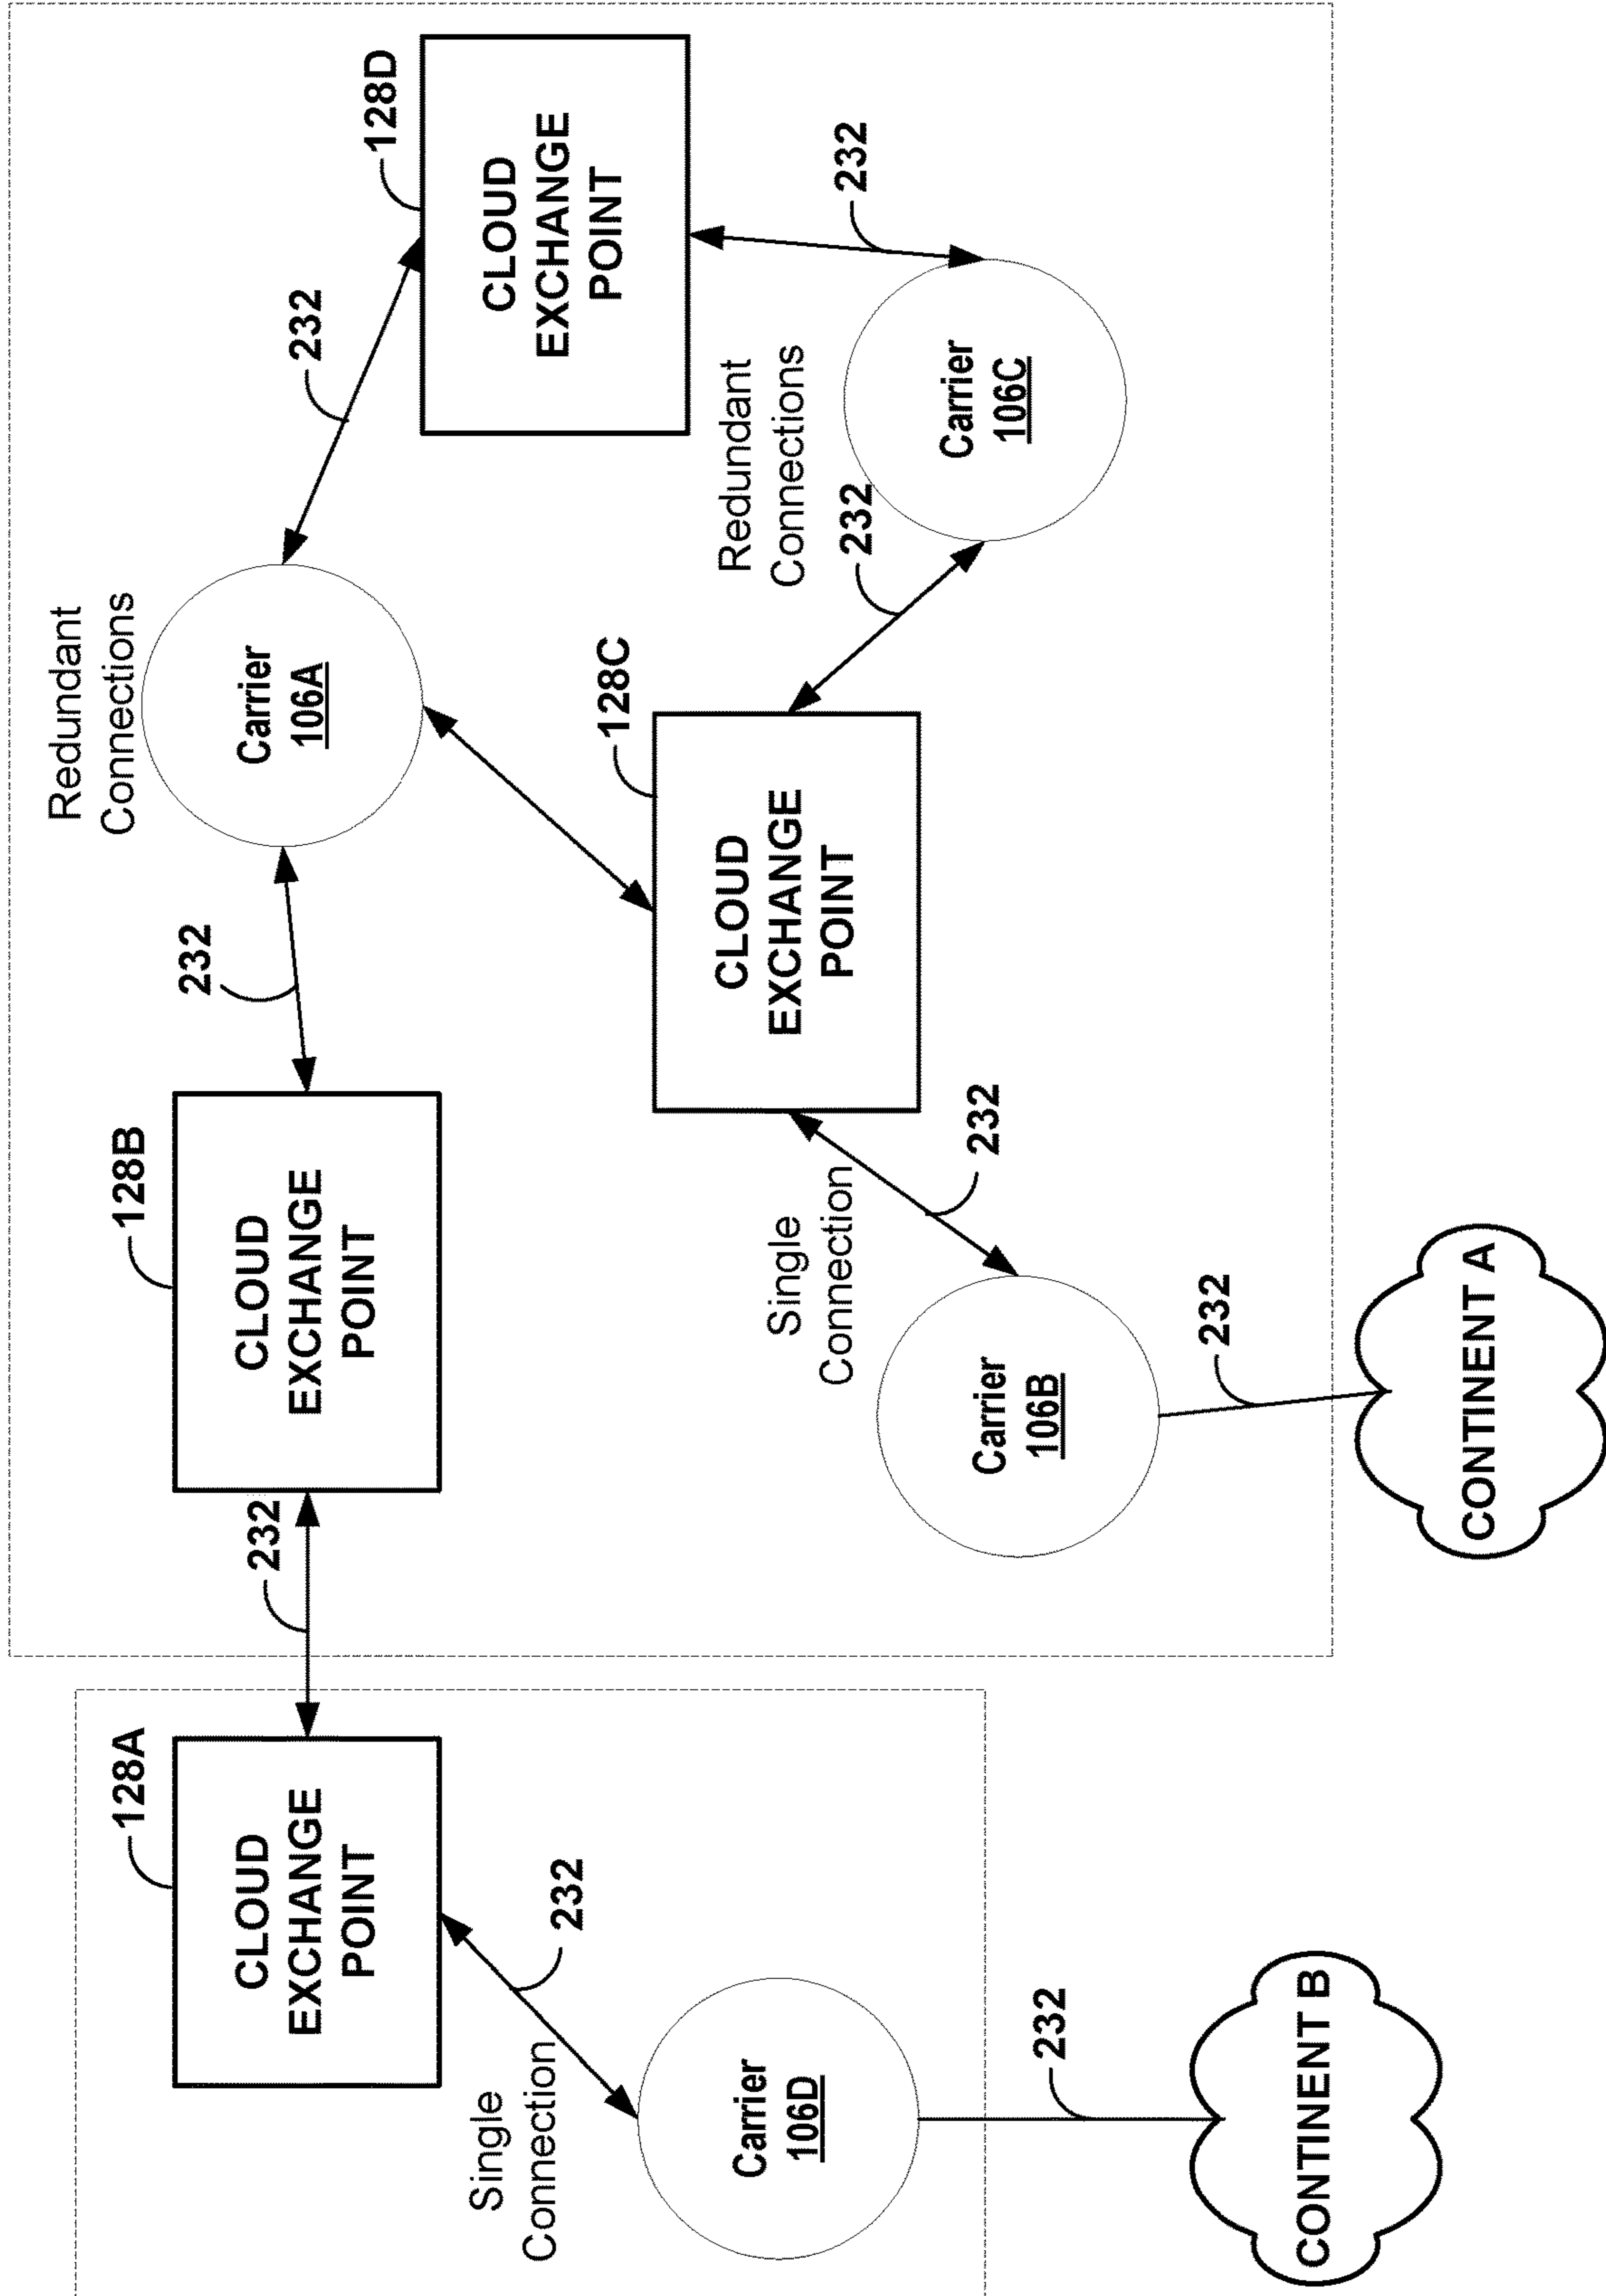 128A
CLOUD
EXCHANGE
POINT
232
128B
CLOUD
EXCHANGE
POINT
232
Redundant
Connections
Carrier
106A
232
128D
CLOUD
EXCHANGE
POINT
232
Single
Connection
232
Carrier
106D
232
CONTINENT B
128C
CLOUD
EXCHANGE
POINT
Single
Connection
232
Carrier
106B
232
CONTINENT A
Redundant
Connections
232
Carrier
106C
232